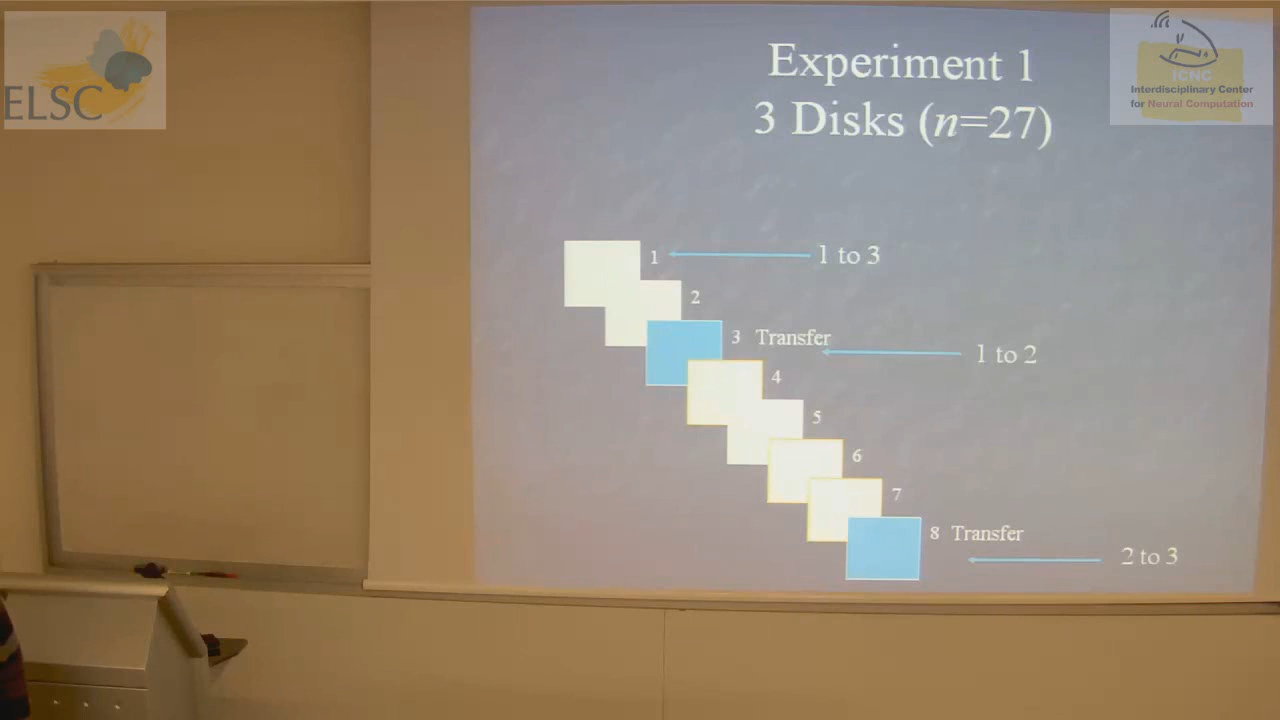 ELSC
ICNC
Interdisciplinary Center
for Neural Computation
Experiment 1
3 Disks (n=27)
1
1 to 3
2
3 Transfer
1 to 2
4
5
6
7
8 Transfer
2 to 3